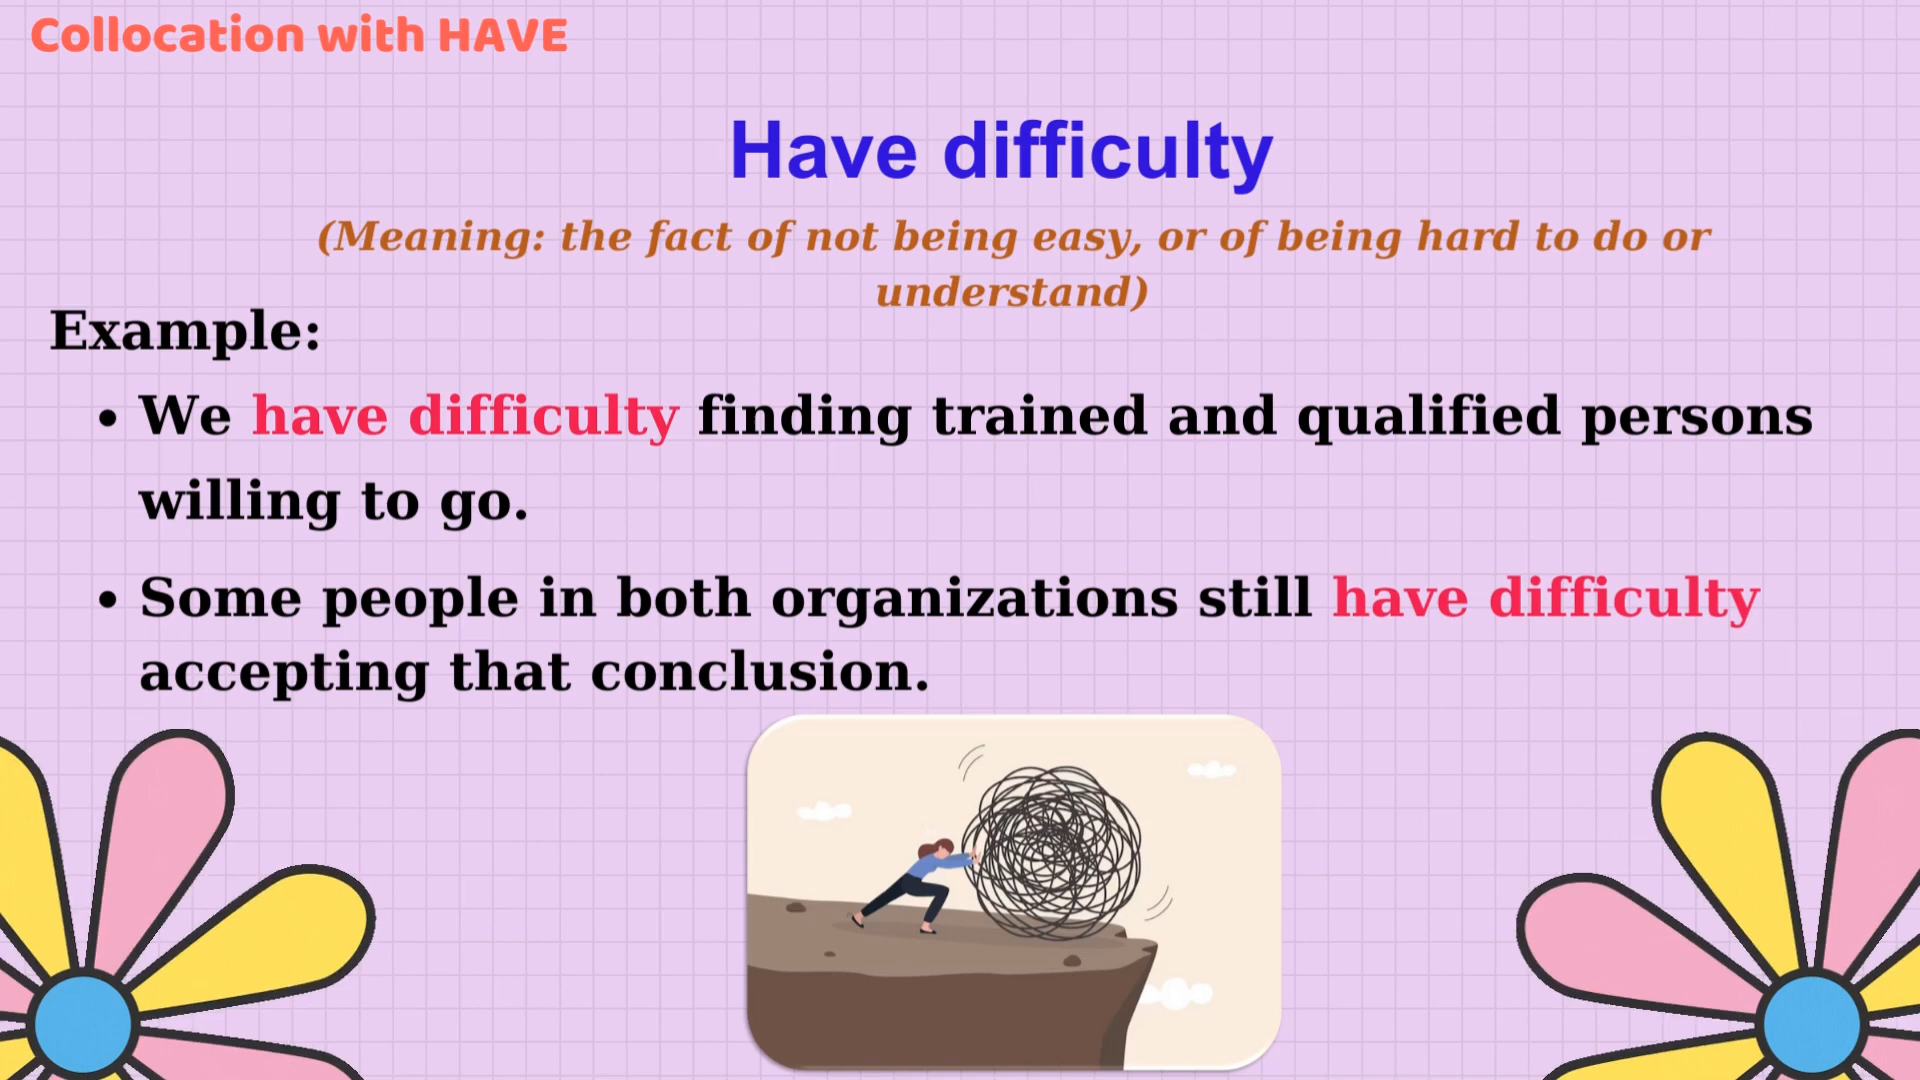 Collocation with HAVE
Have difficulty
(Meaning: the fact of not being easy, or of being hard to do or
understand)
Example:
• We have difficulty finding trained and qualified persons
willing to go.
• Some people in both organizations still have difficulty
accepting that conclusion.